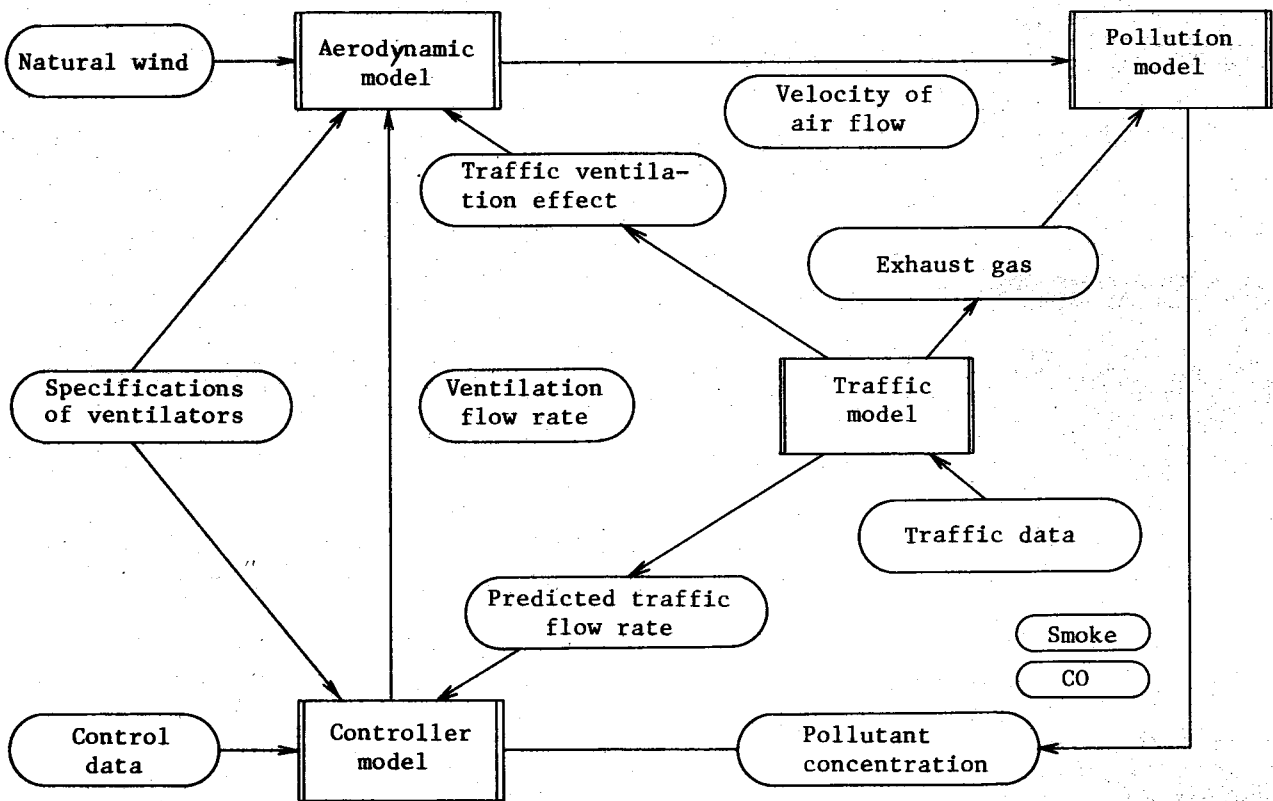 Natural wind
Aerodynamic
model
Pollution
model
Velocity of
air flow
Traffic ventila-
tion effect
Exhaust gas
Specifications
of ventilators
Ventilation
flow rate
Traffic
model
Traffic data
Predicted traffic
flow rate
Smoke
CO
Control
data
Controller
model
Pollutant
concentration